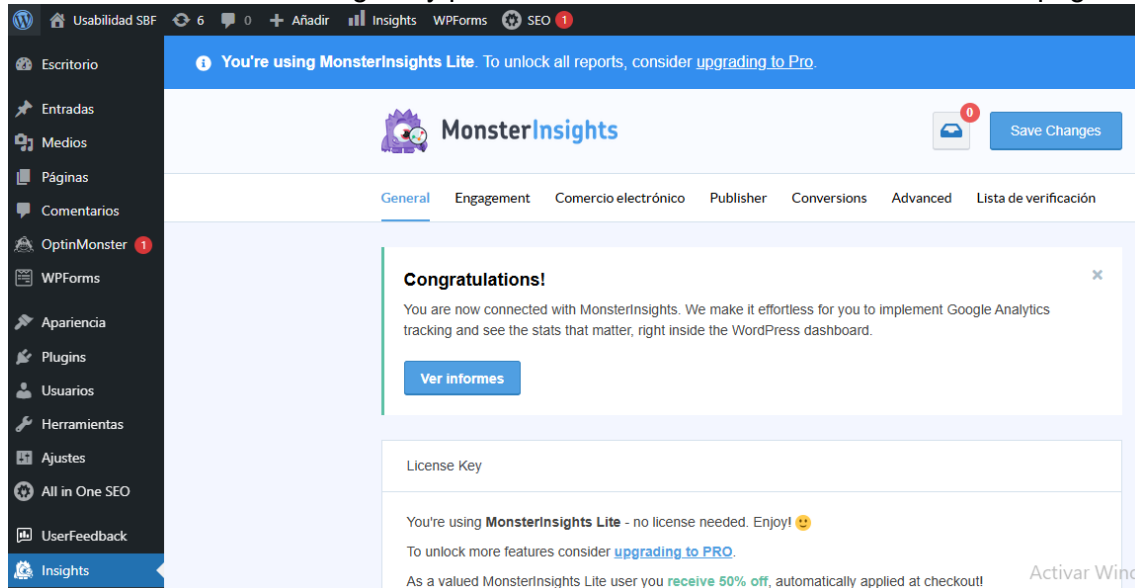 Usabilidad SBF 6 0 + Añadir Insights WPForms SEO 1
Escritorio
Entradas
Medios
Páginas
Comentarios
OptinMonster 1
WPForms
Apariencia
Plugins
Usuarios
Herramientas
Ajustes
All in One SEO
UserFeedback
Insights
You're using MonsterInsights Lite. To unlock all reports, consider upgrading to Pro.
MonsterInsights
0
Save Changes
General Engagement Comercio electrónico Publisher Conversions Advanced Lista de verificación
Congratulations!
You are now connected with MonsterInsights. We make it effortless for you to implement Google Analytics
tracking and see the stats that matter, right inside the WordPress dashboard.
Ver informes
License Key
You're using MonsterInsights Lite - no license needed. Enjoy! 🙂
To unlock more features consider upgrading to PRO.
As a valued MonsterInsights Lite user you receive 50% off, automatically applied at checkout!
Activar Win